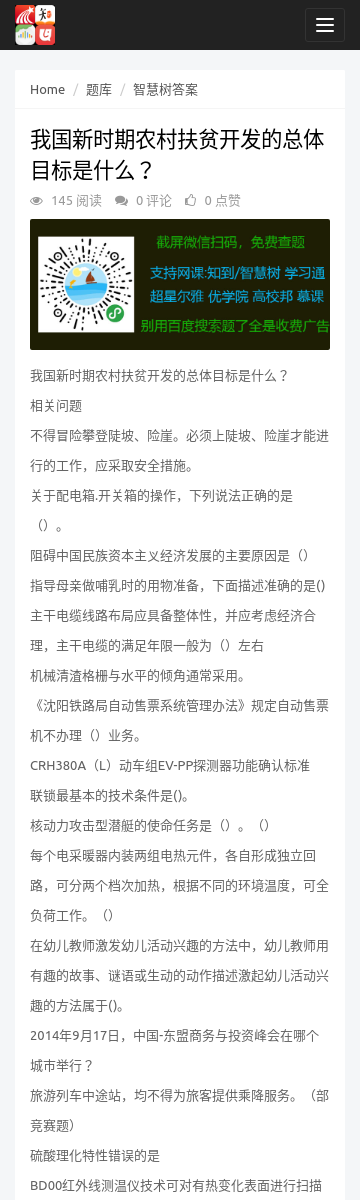 知
Home / 题库 / 智慧树答案
我国新时期农村扶贫开发的总体
目标是什么？
145 阅读 0 评论 0 点赞
截屏微信扫码，免费查题
支持网课:知到/智慧树 学习通
超星尔雅 优学院 高校邦 慕课
别用百度搜索题了全是收费广告
我国新时期农村扶贫开发的总体目标是什么？
相关问题
不得冒险攀登陡坡、险崖。必须上陡坡、险崖才能进
行的工作，应采取安全措施。
关于配电箱.开关箱的操作，下列说法正确的是
（）。
阻碍中国民族资本主义经济发展的主要原因是（）
指导母亲做哺乳时的用物准备，下面描述准确的是()
主干电缆线路布局应具备整体性，并应考虑经济合
理，主干电缆的满足年限一般为（）左右
机械清渣格栅与水平的倾角通常采用。
《沈阳铁路局自动售票系统管理办法》规定自动售票
机不办理（）业务。
CRH380A（L）动车组EV-PP探测器功能确认标准
联锁最基本的技术条件是()。
核动力攻击型潜艇的使命任务是（）。（）
每个电采暖器内装两组电热元件，各自形成独立回
路，可分两个档次加热，根据不同的环境温度，可全
负荷工作。（）
在幼儿教师激发幼儿活动兴趣的方法中，幼儿教师用
有趣的故事、谜语或生动的动作描述激起幼儿活动兴
趣的方法属于()。
2014年9月17日，中国-东盟商务与投资峰会在哪个
城市举行？
旅游列车中途站，均不得为旅客提供乘降服务。（部
竞赛题）
硫酸理化特性错误的是
BD00红外线测温仪技术可对有热变化表面进行扫描